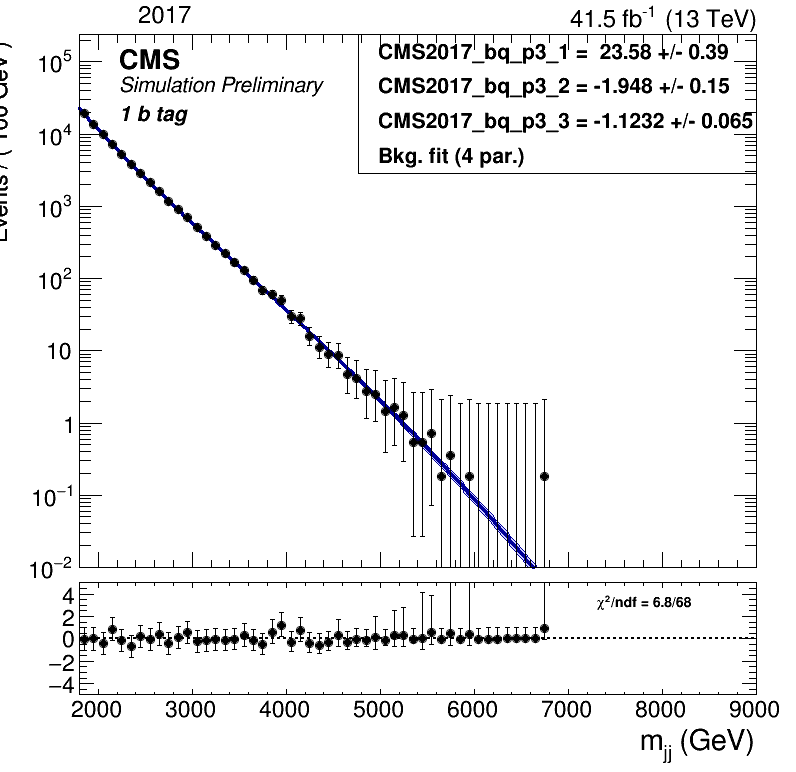 2017 41.5 fb⁻¹ (13 TeV)
CMS
Simulation Preliminary
1 b tag
CMS2017_bq_p3_1 = 23.58 +/- 0.39
CMS2017_bq_p3_2 = -1.948 +/- 0.15
CMS2017_bq_p3_3 = -1.1232 +/- 0.065
Bkg. fit (4 par.)
10⁵
10⁴
10³
10²
10
1
10⁻¹
10⁻²
χ²/ndf = 6.8/68
4
2
0
−2
−4
2000 3000 4000 5000 6000 7000 8000 9000
m_jj (GeV)